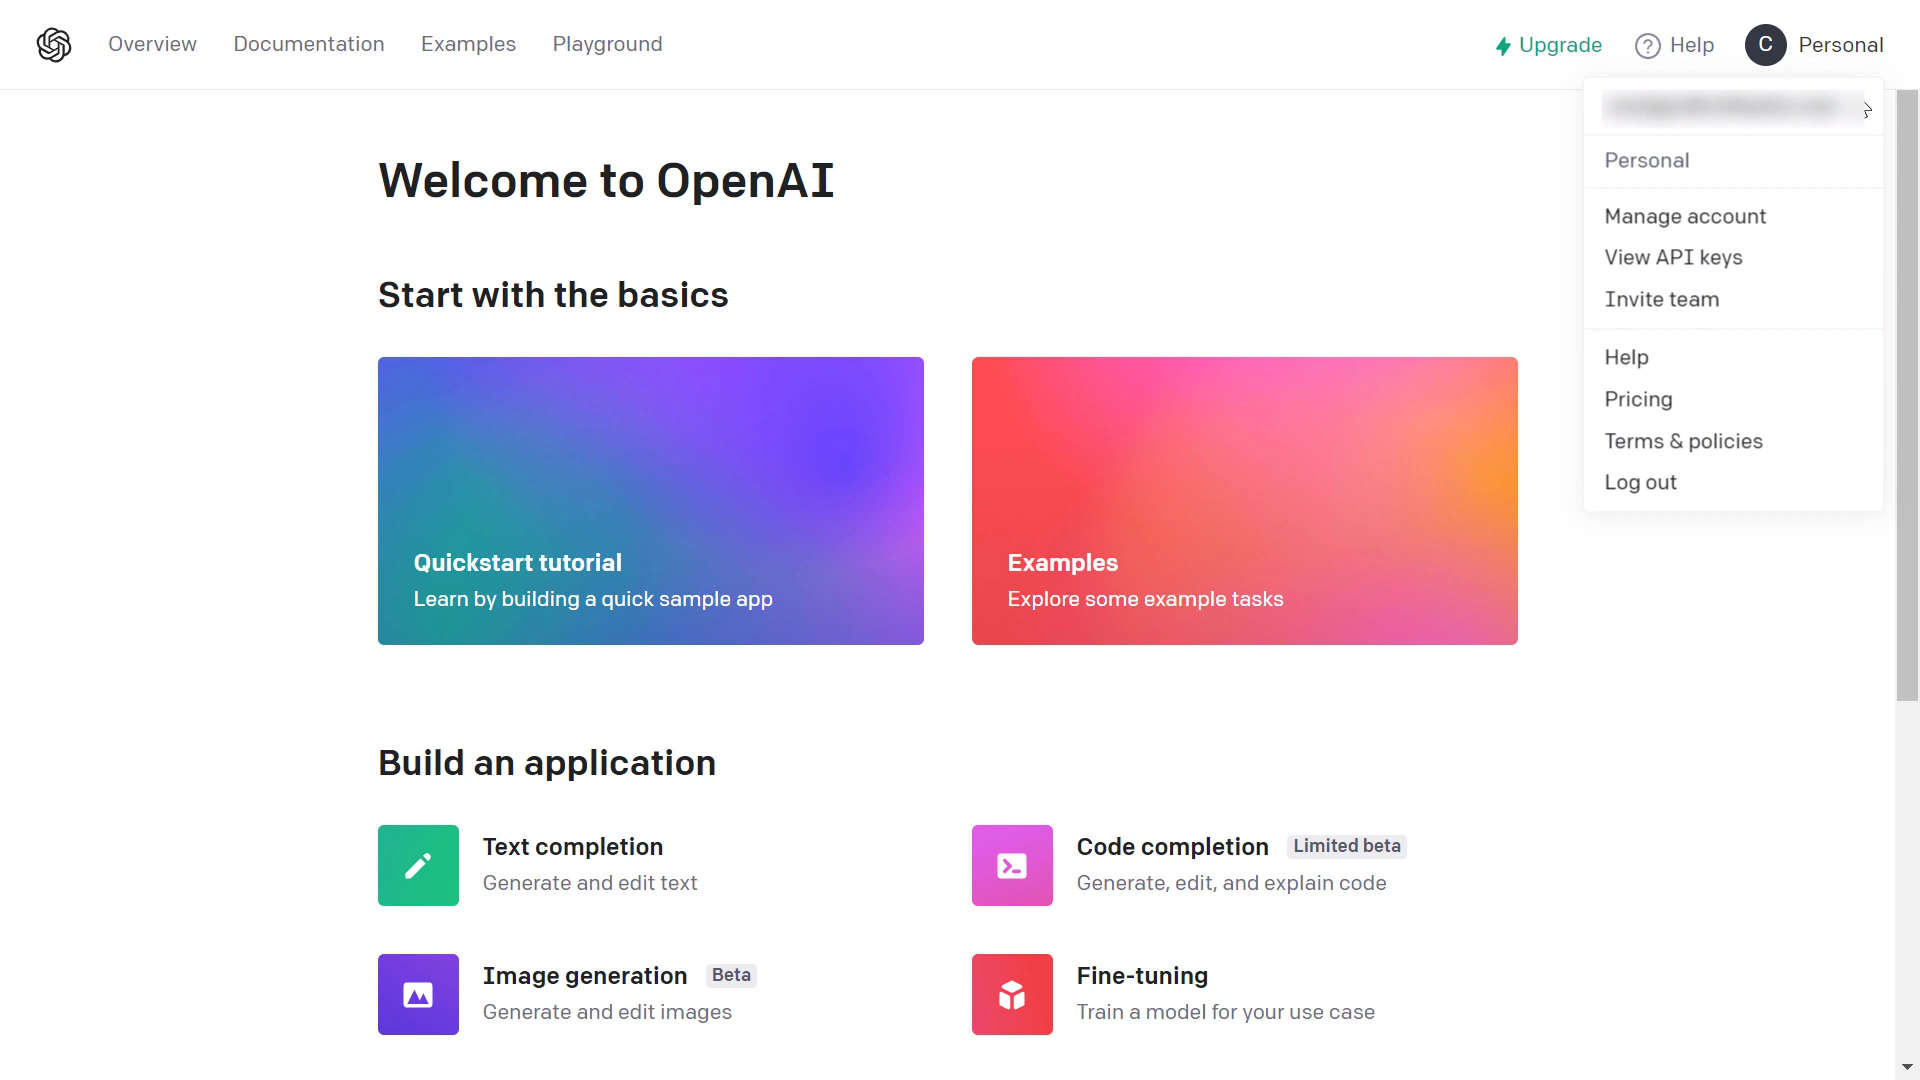 Overview Documentation Examples Playground Upgrade Help C Personal
Personal
Manage account
View API keys
Invite team
Help
Pricing
Terms & policies
Log out
Welcome to OpenAI
Start with the basics
Quickstart tutorial
Learn by building a quick sample app
Examples
Explore some example tasks
Build an application
Text completion
Generate and edit text
Code completion Limited beta
Generate, edit, and explain code
Image generation Beta
Generate and edit images
Fine-tuning
Train a model for your use case